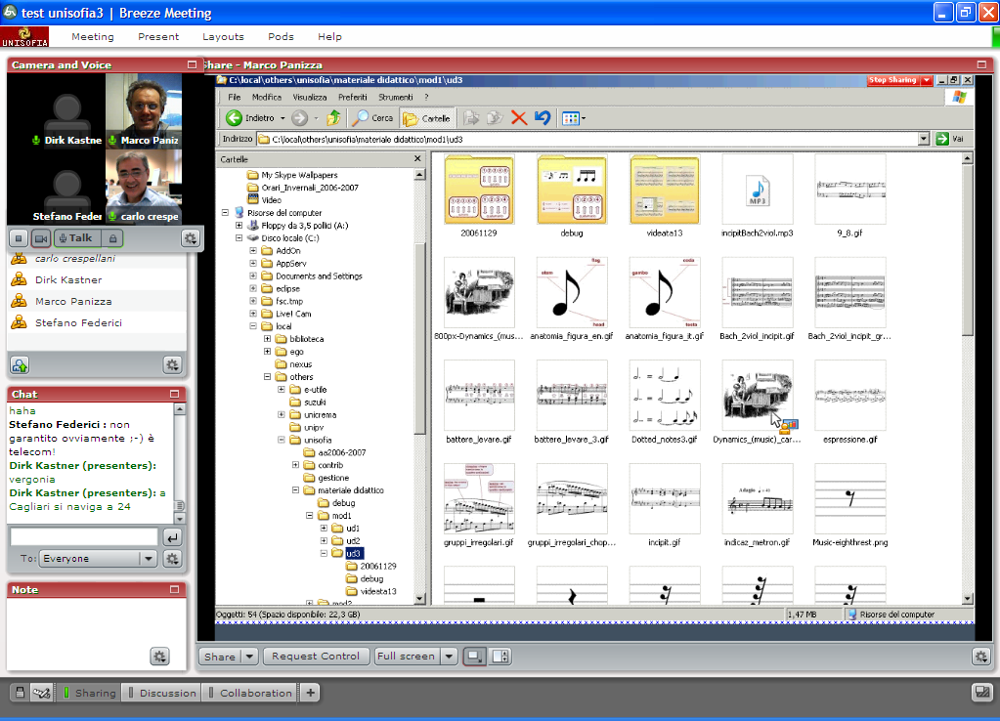 test unisofia3 | Breeze Meeting
UNISOFIA
Meeting Present Layouts Pods Help
Camera and Voice
Dirk Kastne
Marco Paniz
Stefano Feder
carlo crespe
Talk
carlo crespellani
Dirk Kastner
Marco Panizza
Stefano Federici
Chat
haha
Stefano Federici : non
garantito ovviamente ;-) è
telecom!
Dirk Kastner (presenters):
vergonia
Dirk Kastner (presenters): a
Cagliari si naviga a 24
To: Everyone
Note
Share - Marco Panizza
C:\local\others\unisofia\materiale didattico\mod1\ud3
Stop Sharing
File Modifica Visualizza Preferiti Strumenti ?
Indietro Cerca Cartelle
Indirizzo C:\local\others\unisofia\materiale didattico\mod1\ud3 Vai
Cartelle
My Skype Wallpapers
Orari_Invernali_2006-2007
Video
Risorse del computer
Floppy da 3,5 pollici (A:)
Disco locale (C:)
AddOn
AppServ
Documents and Settings
eclipse
fsc.tmp
Live! Cam
local
biblioteca
ego
nexus
others
e-utile
suzuki
unicrema
unipv
unisofia
aa2006-2007
contrib
gestione
materiale didattico
debug
mod1
ud1
ud2
ud3
20061129
debug
videata13
mod2
MP3
20061129 debug videata13 incipitBach2viol.mp3 9_8.gif
stem flag head
gambo coda testa
800px-Dynamics_(mus... anatomia_figura_en.gif anatomia_figura_it.gif Bach_2viol_incipit.gif Bach_2viol_incipit_gr...
battere_levare.gif battere_levare_3.gif Dotted_notes3.gif Dynamics_(music)_car... espressione.gif
Adagio
gruppi_irregolari.gif gruppi_irregolari_chop... incipit.gif indicaz_metron.gif Music-eighthrest.png
Oggetti: 54 (Spazio disponibile: 22,3 GB) 1,47 MB Risorse del computer
Share Request Control Full screen
Sharing Discussion Collaboration +